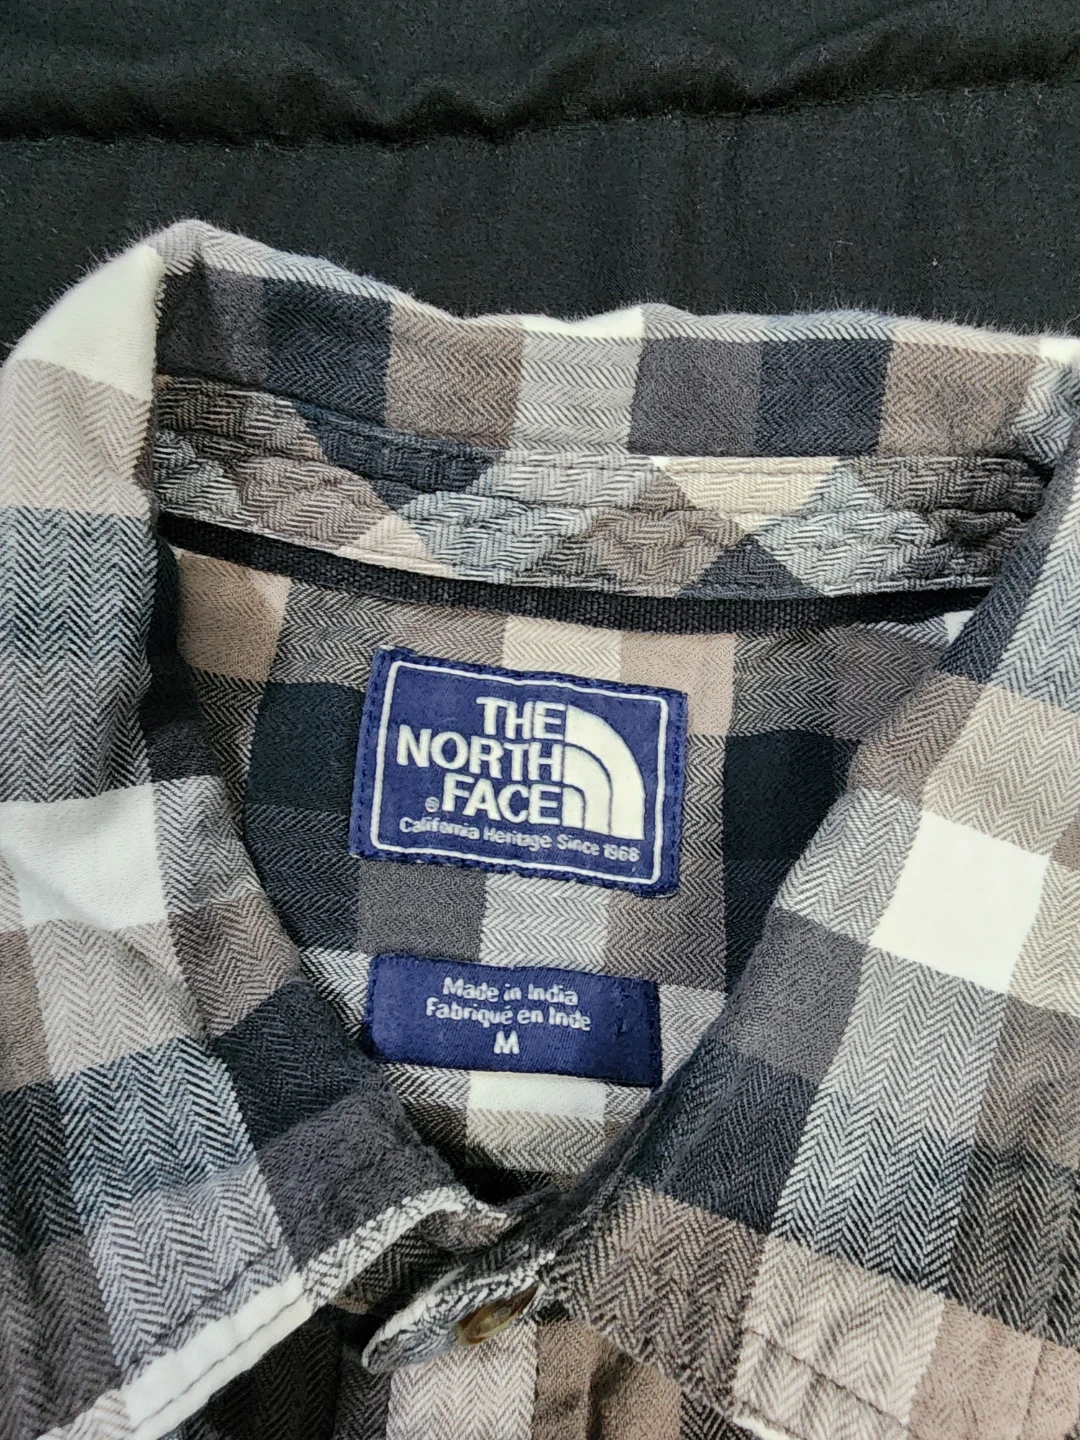 THE
NORTH
FACE
®
California Heritage Since 1968
Made in India
Fabriqué en Inde
M